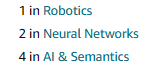 1 in Robotics
2 in Neural Networks
4 in AI & Semantics